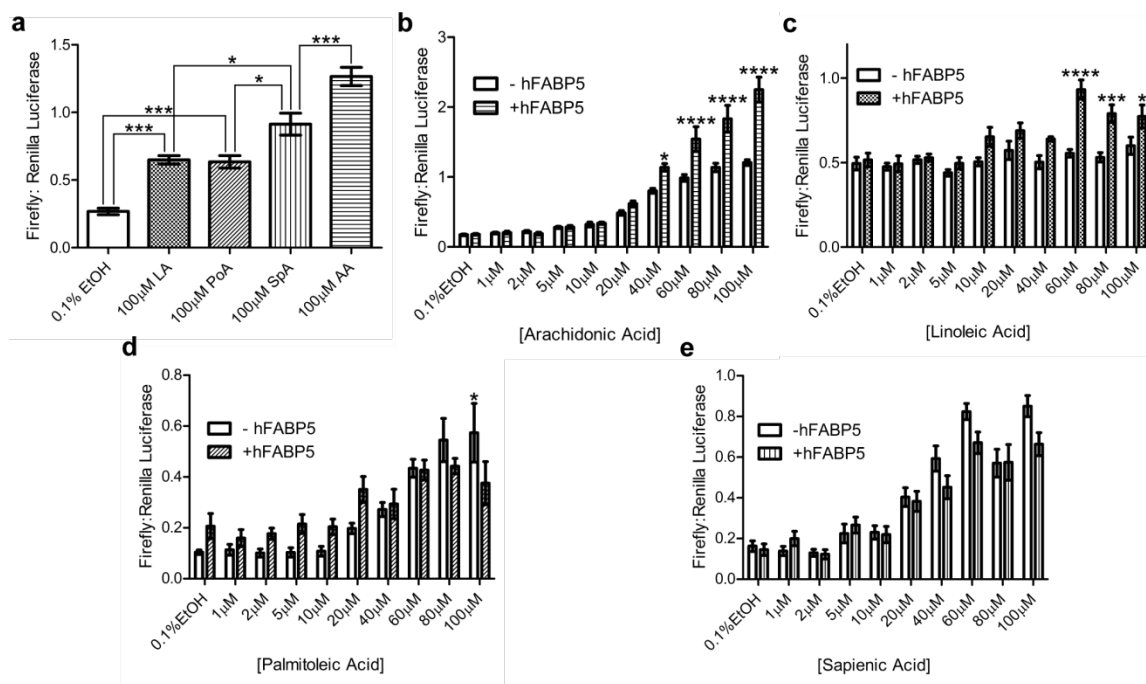 a
Firefly: Renilla Luciferase
1.5
1.0
0.5
0.0
***
***
*
*
***
0.1% EtOH
100μM LA
100μM PoA
100μM SpA
100μM AA
b
Firefly:Renilla Luciferase
3
2
1
0
- hFABP5
+hFABP5
*
****
****
****
0.1%EtOH
1μM
2μM
5μM
10μM
20μM
40μM
60μM
80μM
100μM
[Arachidonic Acid]
c
Firefly:Renilla Luciferase
1.0
0.5
0.0
- hFABP5
+hFABP5
****
***
*
0.1%EtOH
1μM
2μM
5μM
10μM
20μM
40μM
60μM
80μM
100μM
[Linoleic Acid]
d
Firefly:Renilla Luciferase
0.8
0.6
0.4
0.2
0.0
- hFABP5
+hFABP5
*
0.1%EtOH
1μM
2μM
5μM
10μM
20μM
40μM
60μM
80μM
100μM
[Palmitoleic Acid]
e
Firefly:Renilla Luciferase
1.0
0.8
0.6
0.4
0.2
0.0
-hFABP5
+hFABP5
0.1%EtOH
1μM
2μM
5μM
10μM
20μM
40μM
60μM
80μM
100μM
[Sapienic Acid]